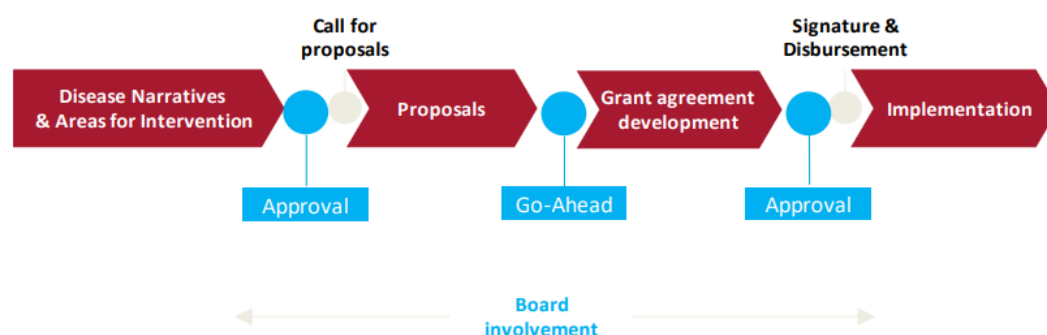 Call for
proposals
Signature &
Disbursement
Disease Narratives
& Areas for Intervention
Proposals
Grant agreement
development
Implementation
Approval
Go-Ahead
Approval
Board
involvement